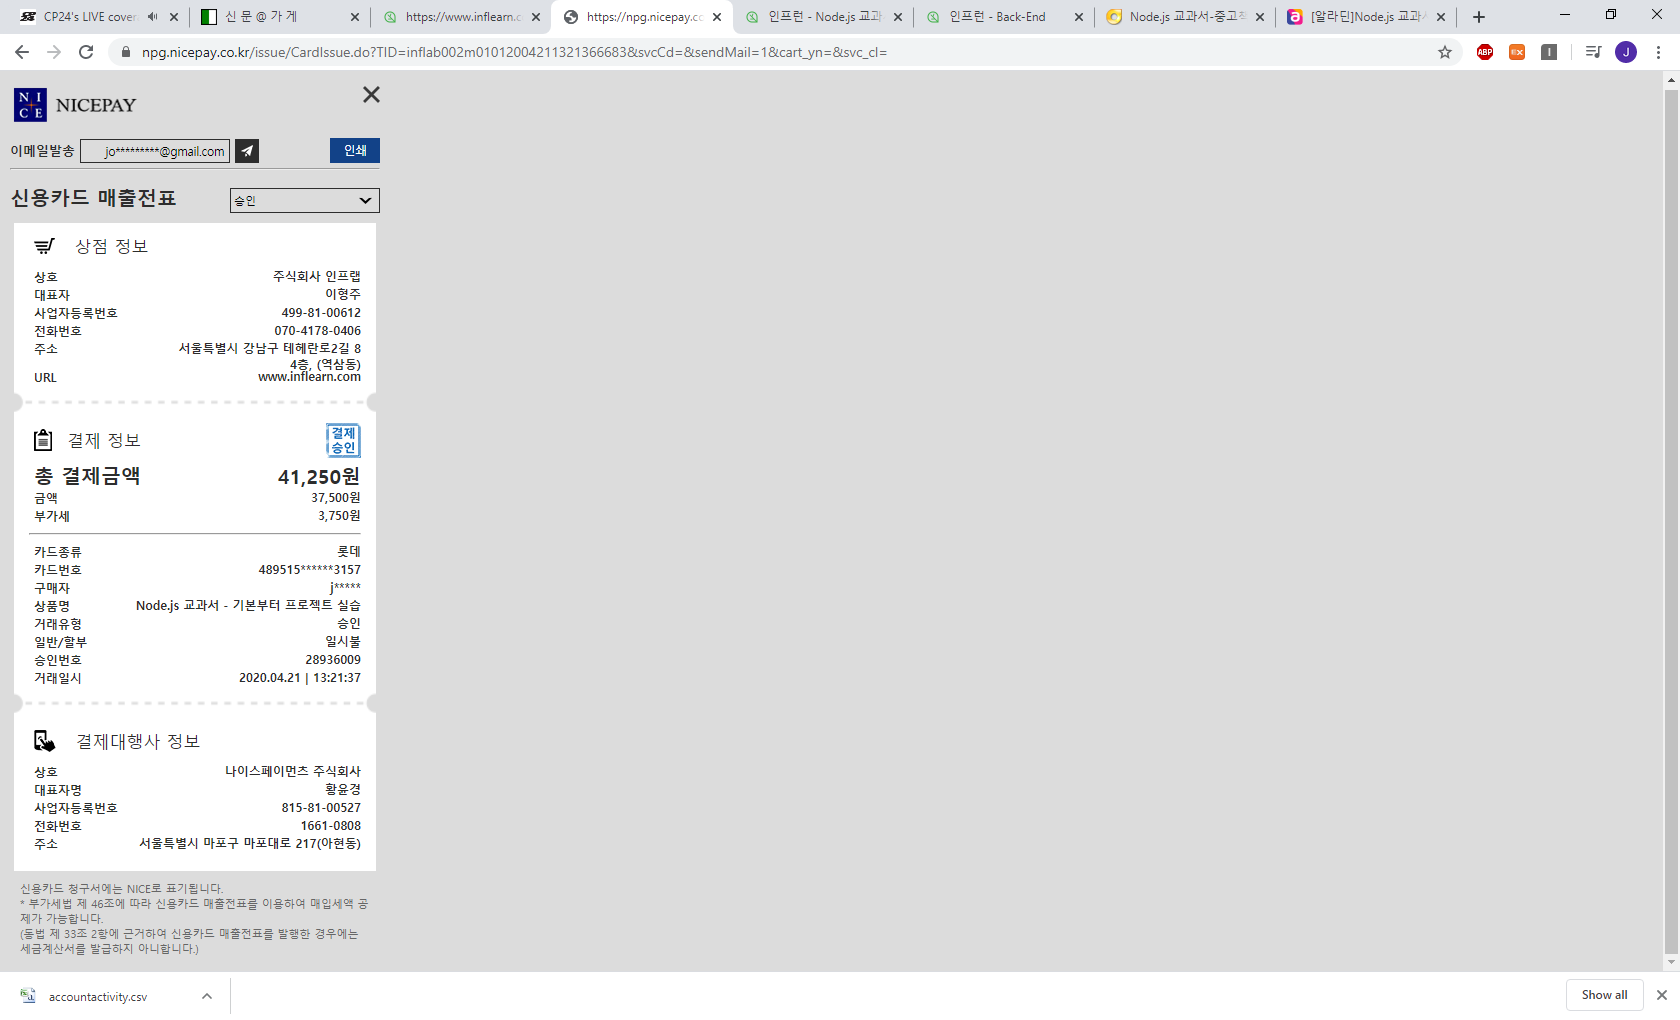 CP24's LIVE cover
신 문 @ 가 게
https://www.inflearn.c
https://npg.nicepay.cc
인프런 - Node.js 교과
인프런 - Back-End
Node.js 교과서-중고책
[알라딘]Node.js 교과서
npg.nicepay.co.kr/issue/CardIssue.do?TID=inflab002m01012004211321366683&svcCd=&sendMail=1&cart_yn=&svc_cl=
ABP
I
J
NICE NICEPAY
이메일발송 jo*********@gmail.com 인쇄
신용카드 매출전표 승인
상점 정보
상호 주식회사 인프랩
대표자 이형주
사업자등록번호 499-81-00612
전화번호 070-4178-0406
주소 서울특별시 강남구 테헤란로2길 8
4층, (역삼동)
URL www.inflearn.com
결제 정보 결제
승인
총 결제금액 41,250원
금액 37,500원
부가세 3,750원
카드종류 롯데
카드번호 489515******3157
구매자 j*****
상품명 Node.js 교과서 - 기본부터 프로젝트 실습
거래유형 승인
일반/할부 일시불
승인번호 28936009
거래일시 2020.04.21 | 13:21:37
결제대행사 정보
상호 나이스페이먼츠 주식회사
대표자명 황윤경
사업자등록번호 815-81-00527
전화번호 1661-0808
주소 서울특별시 마포구 마포대로 217(아현동)
신용카드 청구서에는 NICE로 표기됩니다.
* 부가세법 제 46조에 따라 신용카드 매출전표를 이용하여 매입세액 공
제가 가능합니다.
(동법 제 33조 2항에 근거하여 신용카드 매출전표를 발행한 경우에는
세금계산서를 발급하지 아니합니다.)
accountactivity.csv
Show all